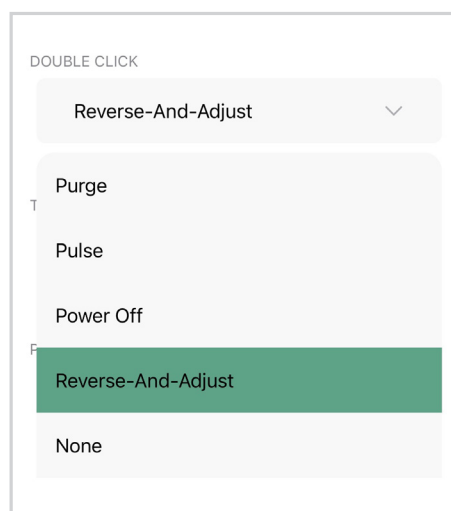 DOUBLE CLICK
Reverse-And-Adjust
Purge
Pulse
Power Off
Reverse-And-Adjust
None